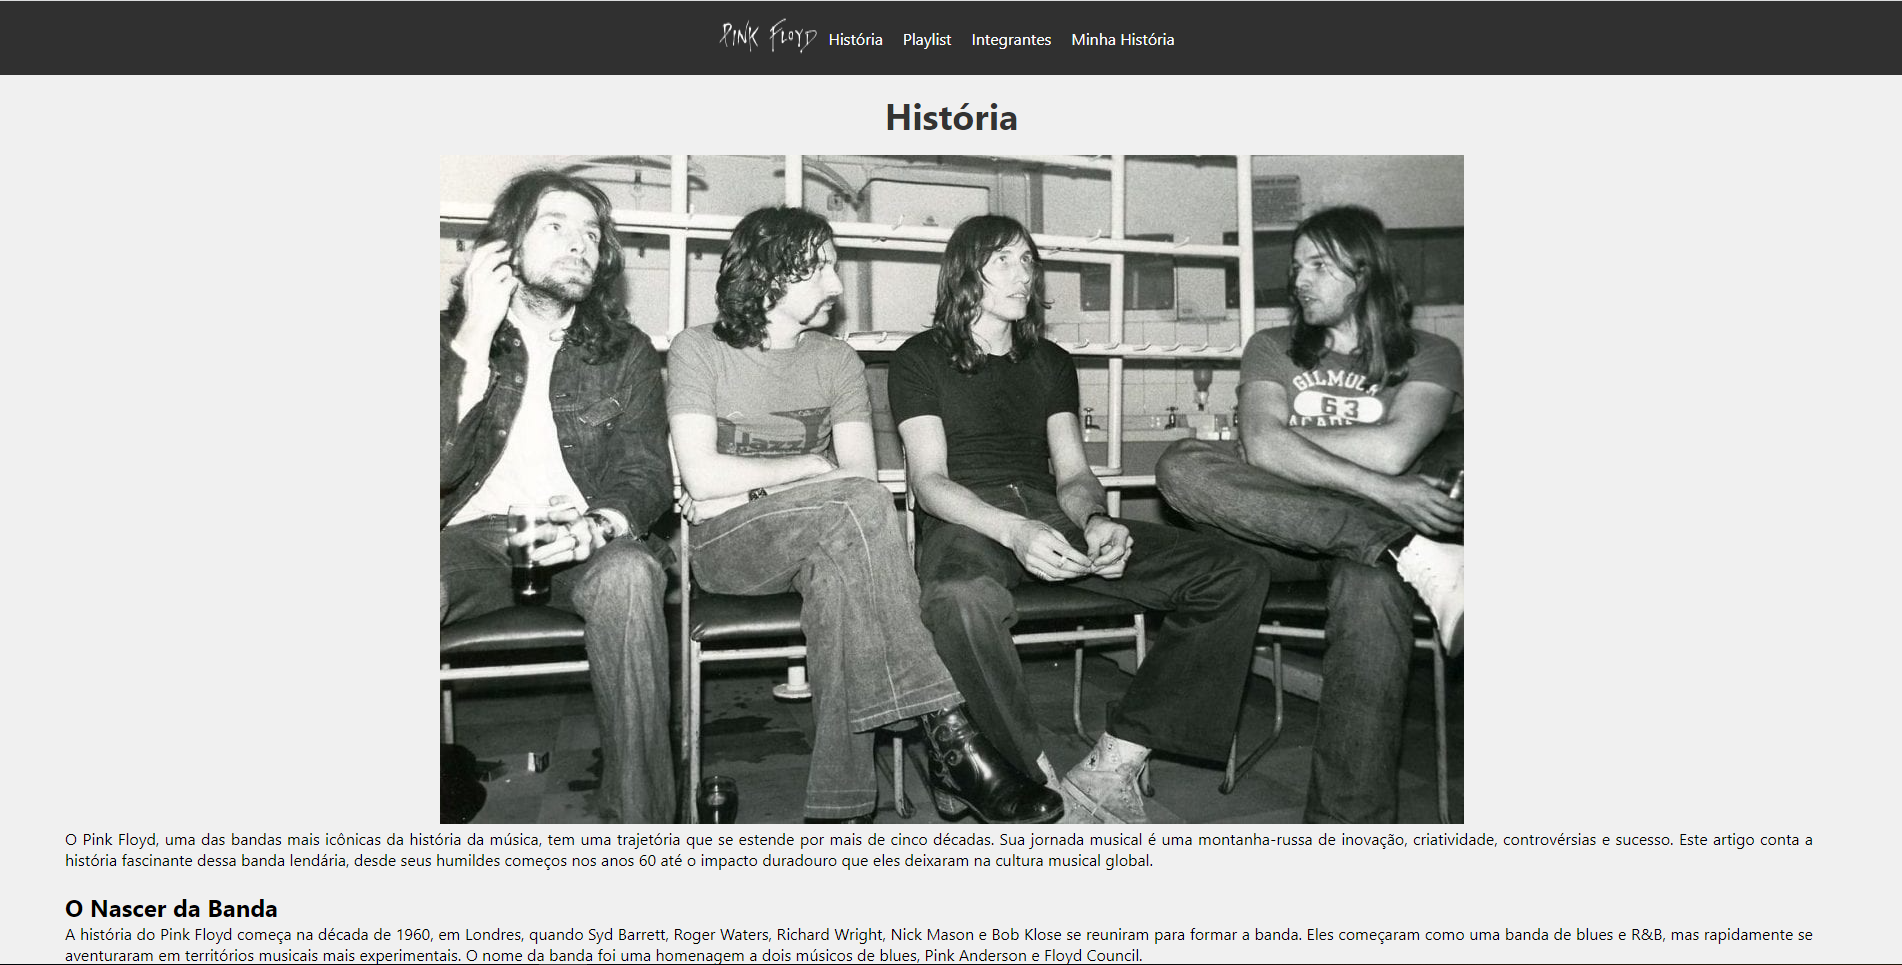 PINK FLOYD História Playlist Integrantes Minha História
História
Jazz
GILMOUR
63
O Pink Floyd, uma das bandas mais icônicas da história da música, tem uma trajetória que se estende por mais de cinco décadas. Sua jornada musical é uma montanha-russa de inovação, criatividade, controvérsias e sucesso. Este artigo conta a
história fascinante dessa banda lendária, desde seus humildes começos nos anos 60 até o impacto duradouro que eles deixaram na cultura musical global.
O Nascer da Banda
A história do Pink Floyd começa na década de 1960, em Londres, quando Syd Barrett, Roger Waters, Richard Wright, Nick Mason e Bob Klose se reuniram para formar a banda. Eles começaram como uma banda de blues e R&B, mas rapidamente se
aventuraram em territórios musicais mais experimentais. O nome da banda foi uma homenagem a dois músicos de blues, Pink Anderson e Floyd Council.